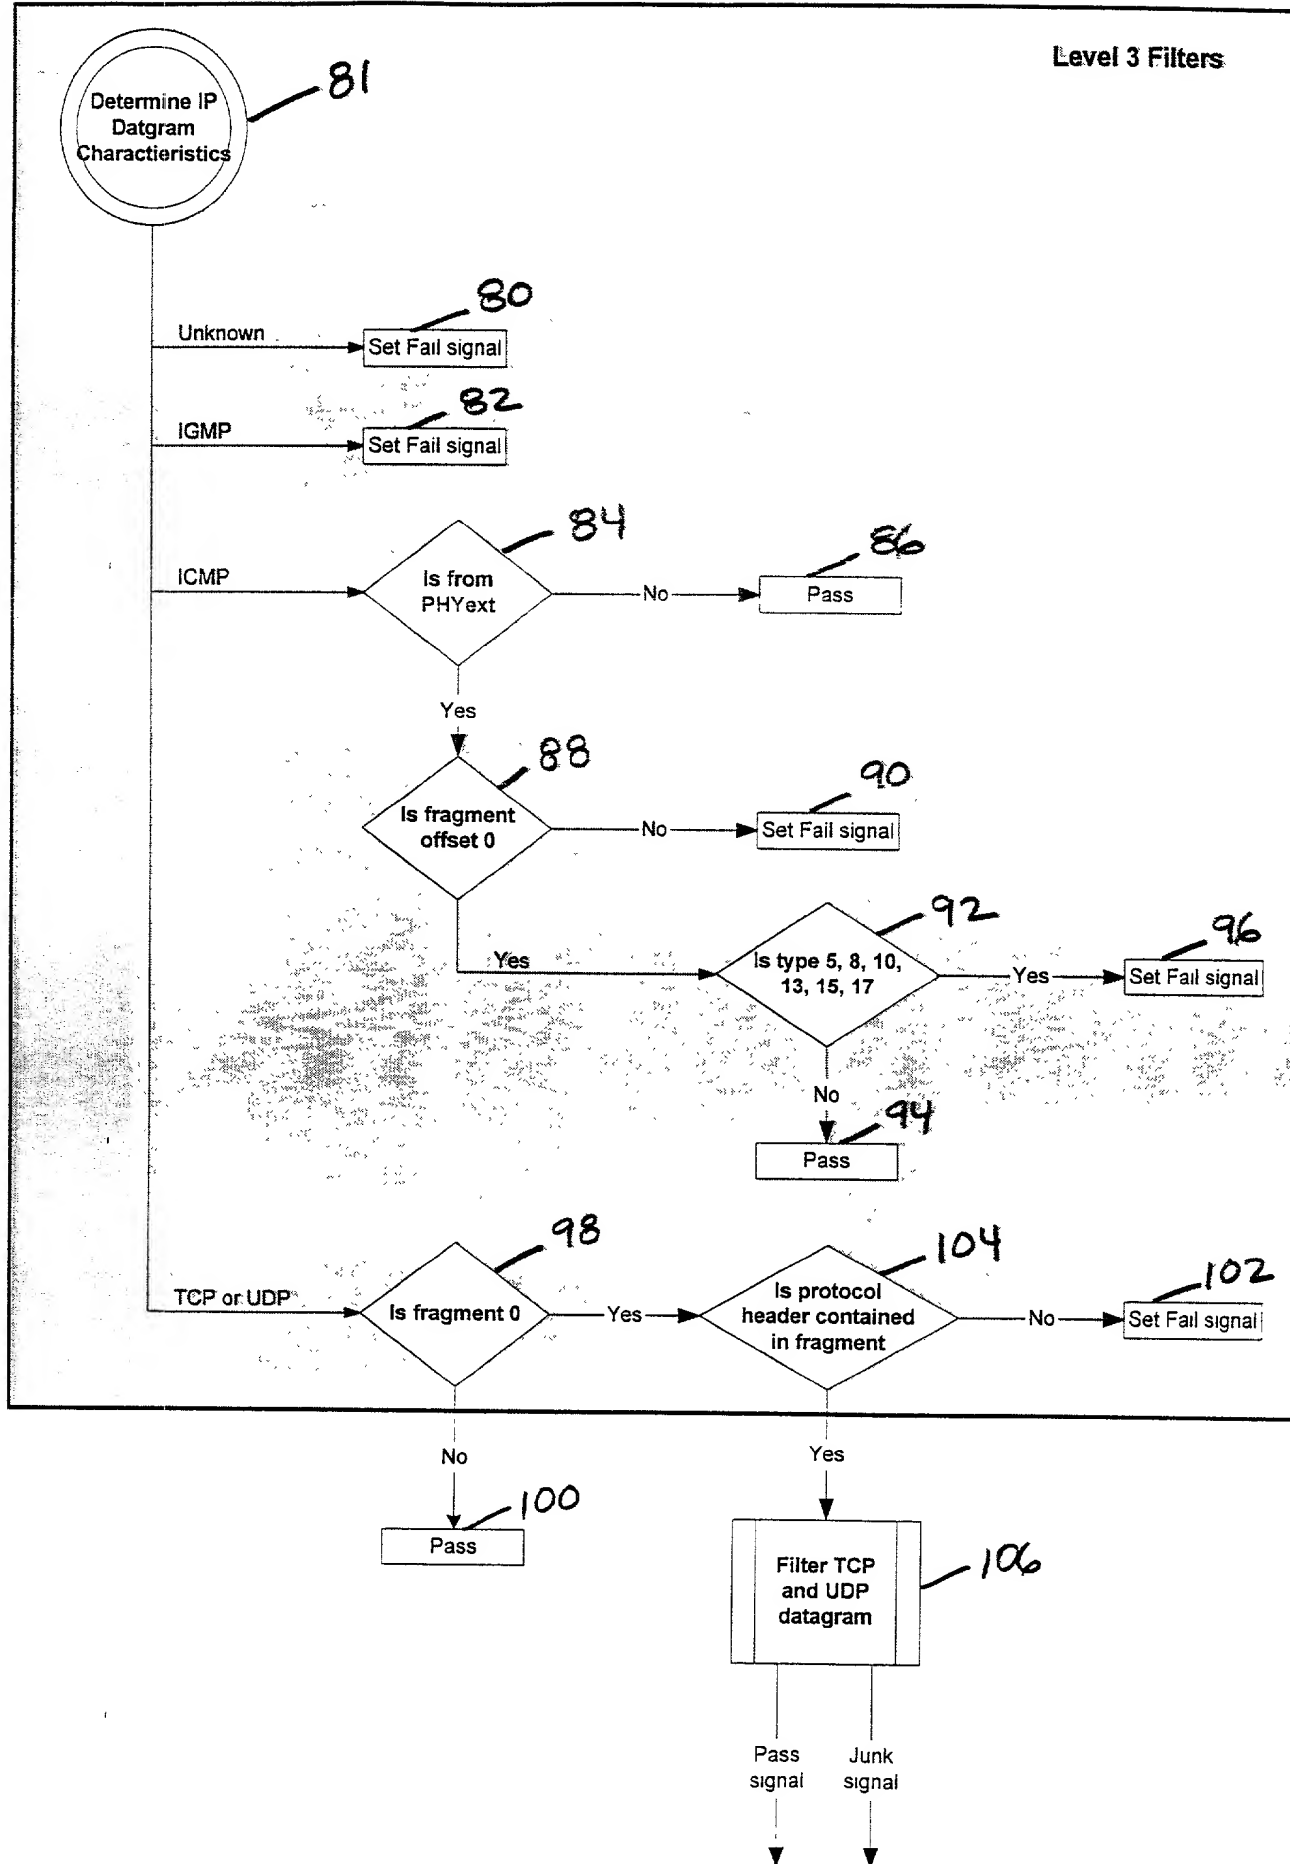 Level 3 Filters
81
Determine IP
Datgram
Charactieristics
80
Unknown
Set Fail signal
82
IGMP
Set Fail signal
84
86
ICMP
Is from
PHYext
No
Pass
Yes
88
90
Is fragment
offset 0
No
Set Fail signal
92
96
Yes
Is type 5, 8, 10,
13, 15, 17
Yes
Set Fail signal
No
94
Pass
98
104
102
TCP or UDP
Is fragment 0
Yes
Is protocol
header contained
in fragment
No
Set Fail signal
No
Yes
100
Pass
106
Filter TCP
and UDP
datagram
Pass
signal
Junk
signal